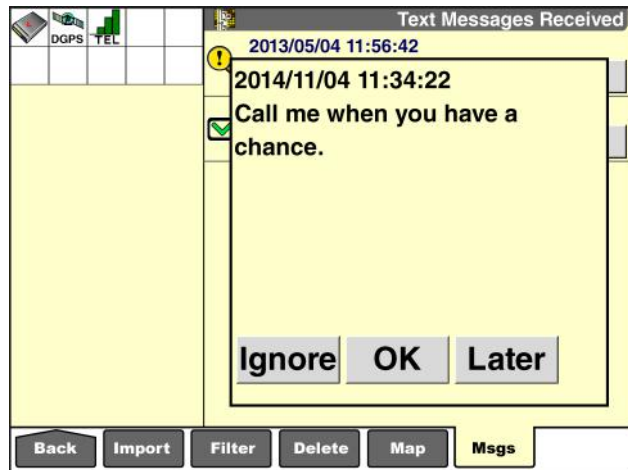 DGPS TEL
Text Messages Received
2013/05/04 11:56:42
2014/11/04 11:34:22
Call me when you have a
chance.
Ignore OK Later
Back Import Filter Delete Map Msgs